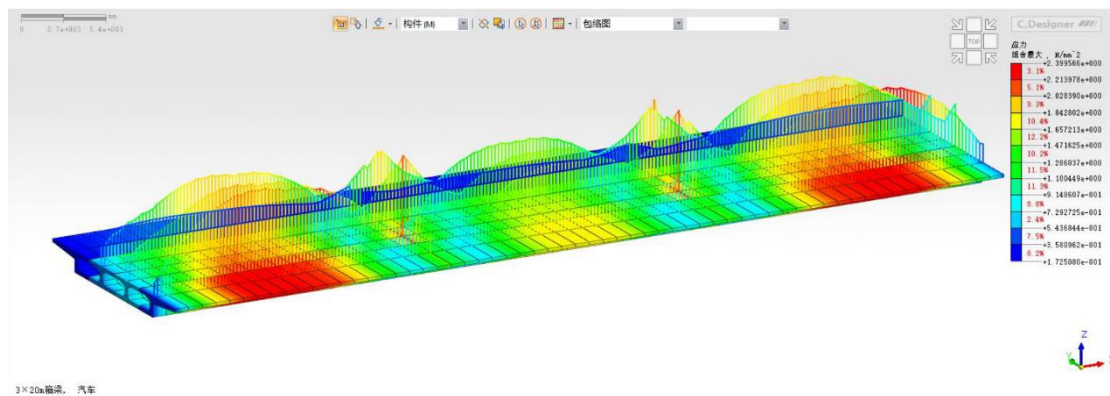 mm
0 2.7e+003 5.4e+003
构件 (M)
包络图
TOP
C.Designer
应力
组合最大 , N/mm^2
+2.399566e+000
3.1%
+2.213978e+000
5.1%
+2.028390e+000
9.3%
+1.842802e+000
10.4%
+1.657213e+000
12.2%
+1.471625e+000
10.2%
+1.286037e+000
11.5%
+1.100449e+000
11.3%
+9.148607e-001
8.0%
+7.292725e-001
2.4%
+5.436844e-001
7.5%
+3.580962e-001
8.2%
+1.725080e-001
Z
Y
3×20m箱梁， 汽车